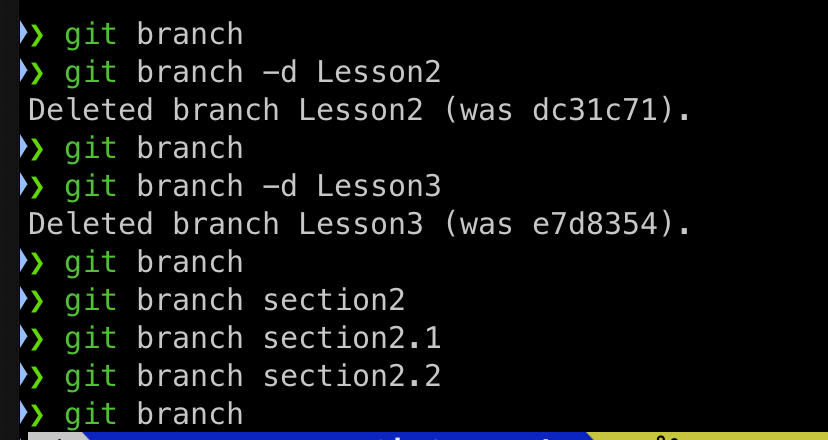 ❯ git branch
❯ git branch -d Lesson2
Deleted branch Lesson2 (was dc31c71).
❯ git branch
❯ git branch -d Lesson3
Deleted branch Lesson3 (was e7d8354).
❯ git branch
❯ git branch section2
❯ git branch section2.1
❯ git branch section2.2
❯ git branch